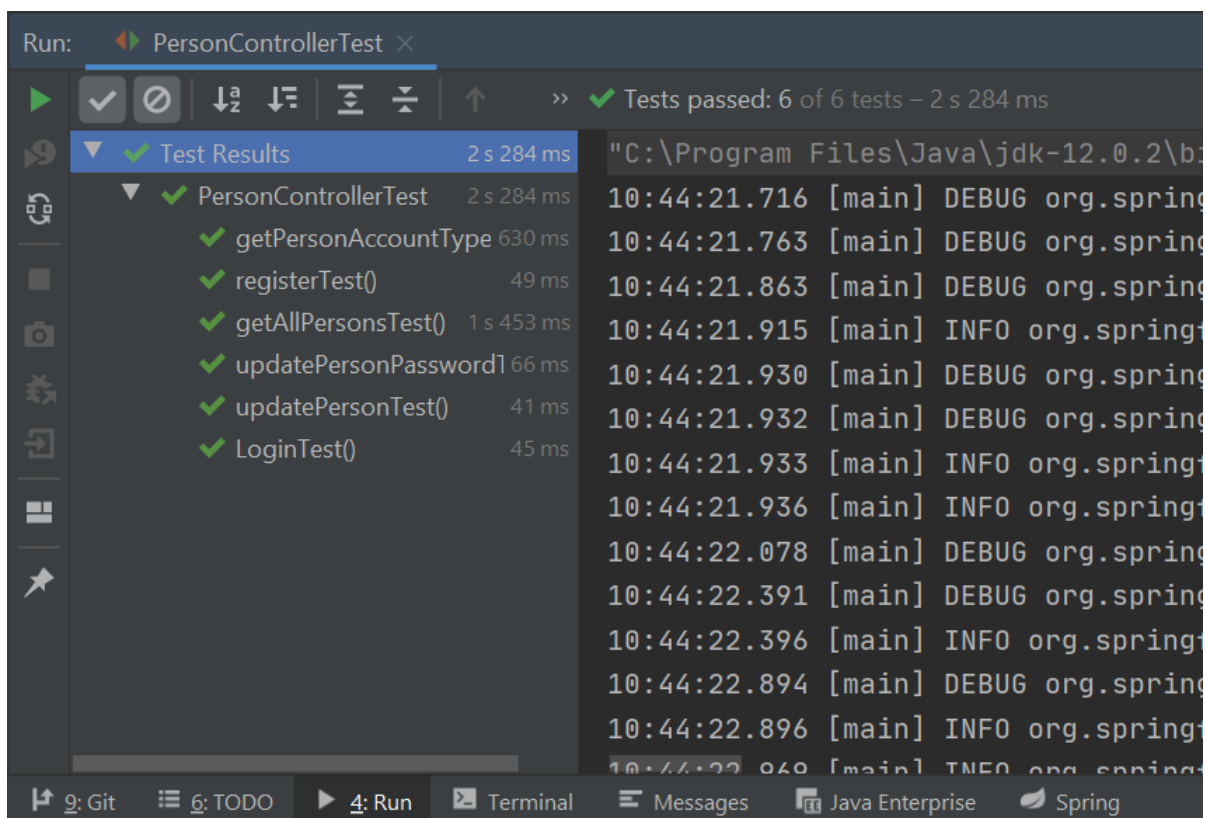 Run: PersonControllerTest
Tests passed: 6 of 6 tests – 2 s 284 ms
Test Results 2 s 284 ms
PersonControllerTest 2 s 284 ms
getPersonAccountType 630 ms
registerTest() 49 ms
getAllPersonsTest() 1 s 453 ms
updatePersonPassword 66 ms
updatePersonTest() 41 ms
LoginTest() 45 ms
"C:\Program Files\Java\jdk-12.0.2\b
10:44:21.716 [main] DEBUG org.spring
10:44:21.763 [main] DEBUG org.spring
10:44:21.863 [main] DEBUG org.spring
10:44:21.915 [main] INFO org.spring
10:44:21.930 [main] DEBUG org.spring
10:44:21.932 [main] DEBUG org.spring
10:44:21.933 [main] INFO org.spring
10:44:21.936 [main] INFO org.spring
10:44:22.078 [main] DEBUG org.spring
10:44:22.391 [main] DEBUG org.spring
10:44:22.396 [main] INFO org.spring
10:44:22.894 [main] DEBUG org.spring
10:44:22.896 [main] INFO org.spring
10:44:22.969 [main] INFO org.spring
9: Git 6: TODO 4: Run Terminal Messages Java Enterprise Spring